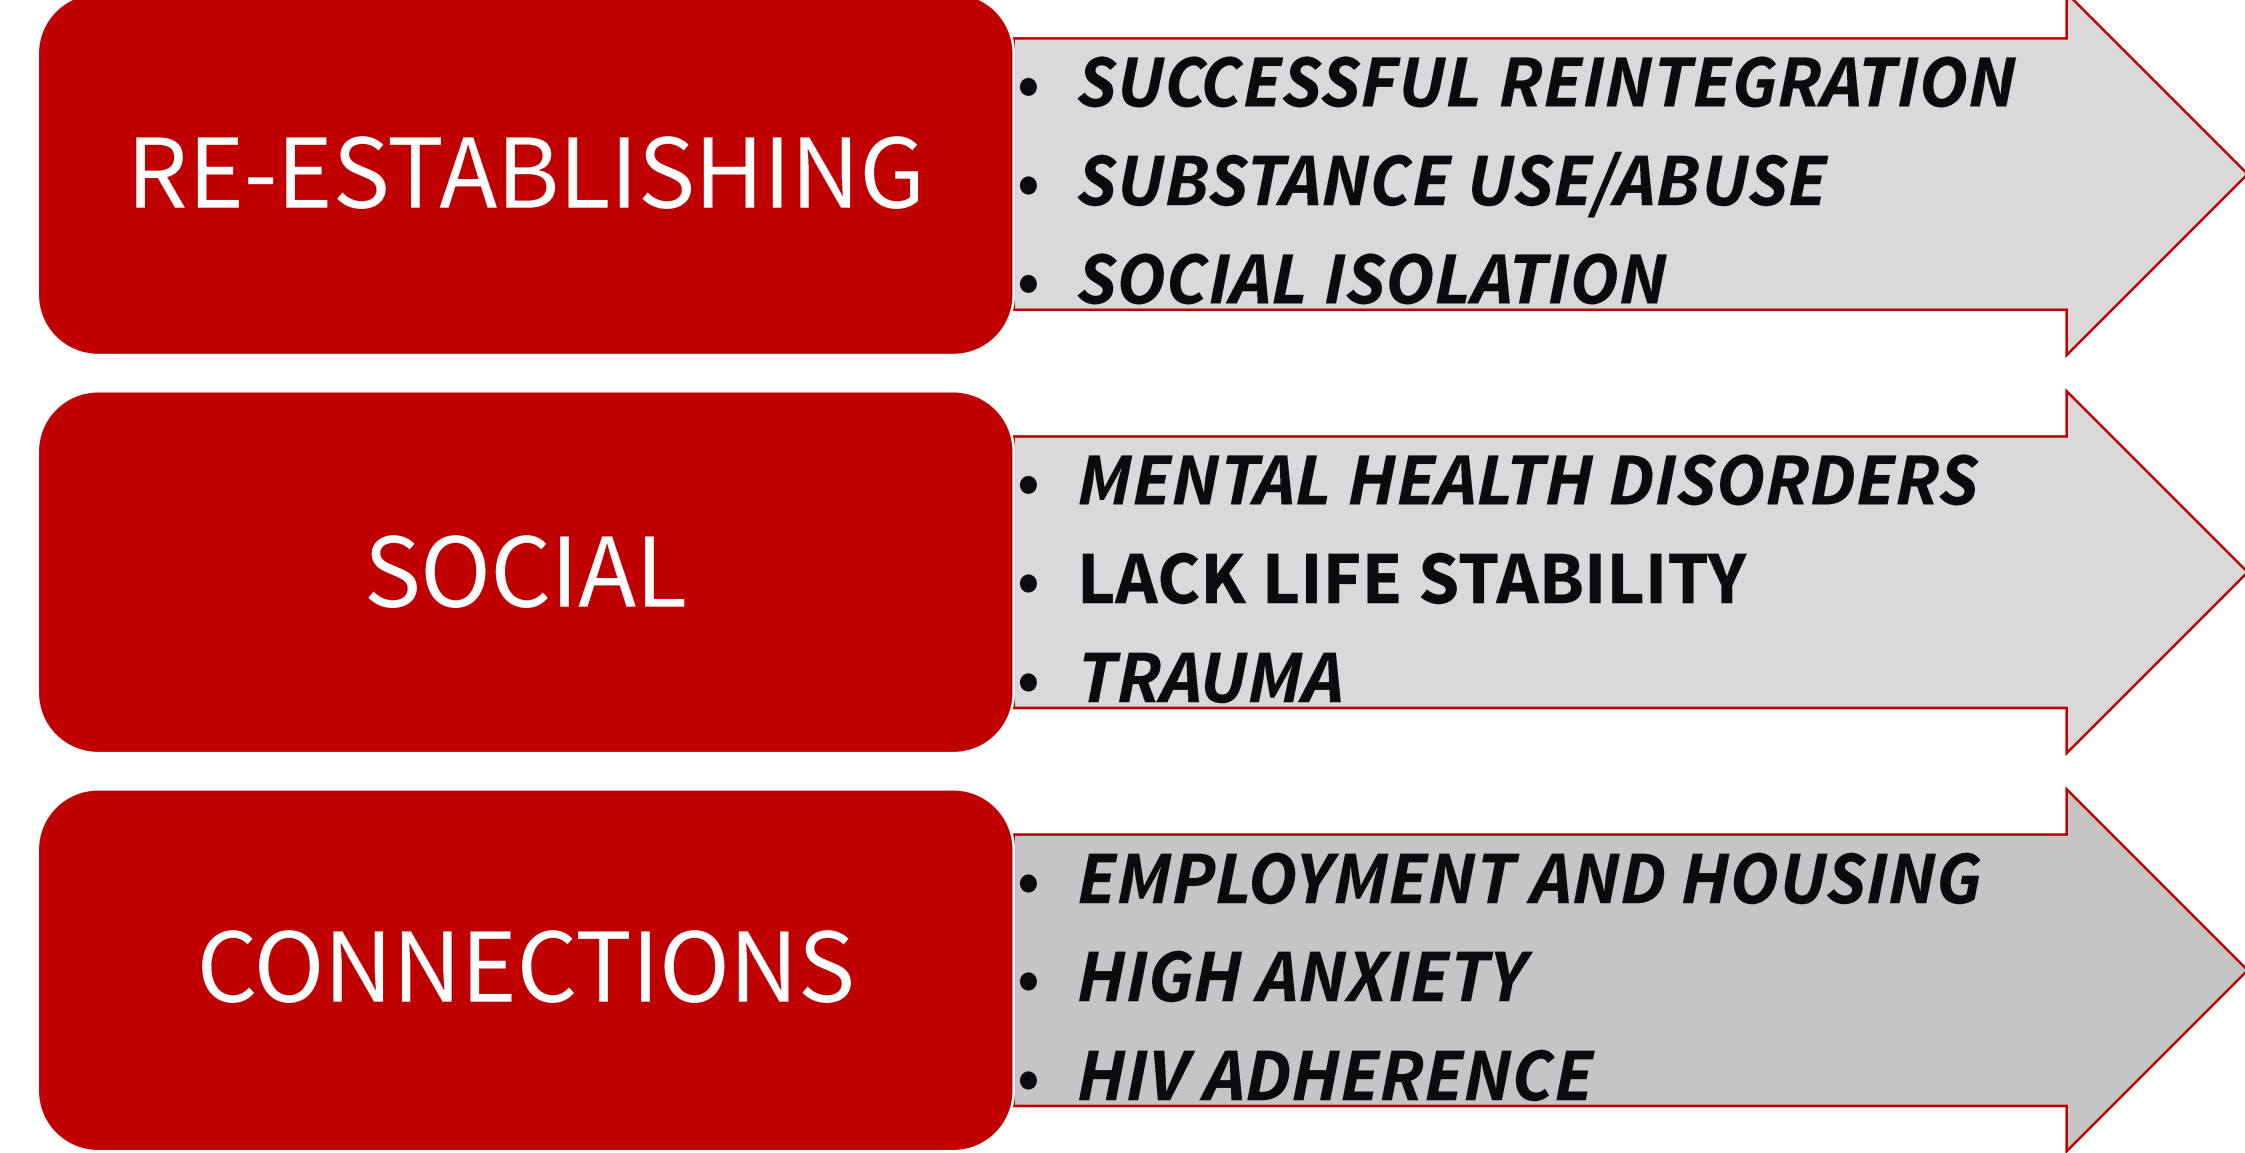 RE-ESTABLISHING
• SUCCESSFUL REINTEGRATION
• SUBSTANCE USE/ABUSE
• SOCIAL ISOLATION
SOCIAL
• MENTAL HEALTH DISORDERS
• LACK LIFE STABILITY
• TRAUMA
CONNECTIONS
• EMPLOYMENT AND HOUSING
• HIGH ANXIETY
• HIV ADHERENCE